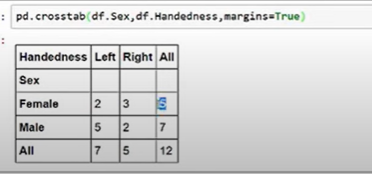 : pd.crosstab(df.Sex,df.Handedness,margins=True)
:
Handedness Left Right All
Sex
Female 2 3 5
Male 5 2 7
All 7 5 12